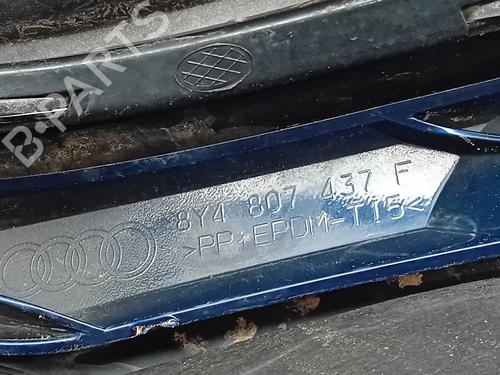 B-PARTS
8Y4 807 437 F
>PP+EPDM-T15<